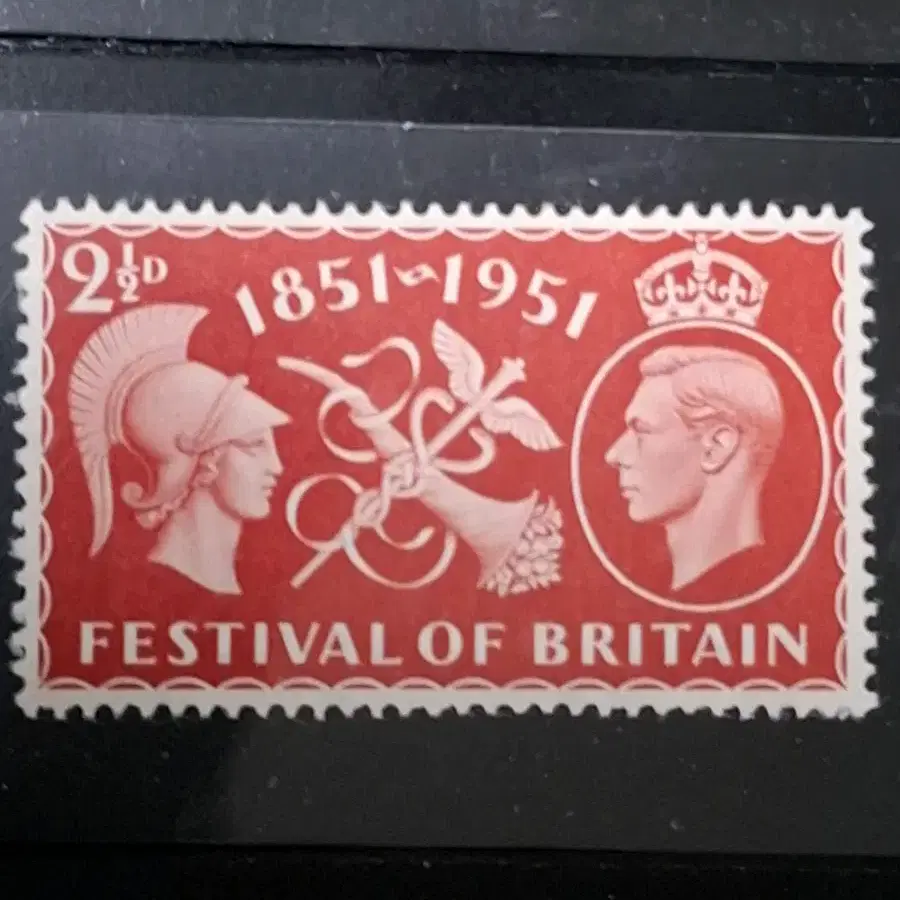 2½D
1851~1951
FESTIVAL OF BRITAIN